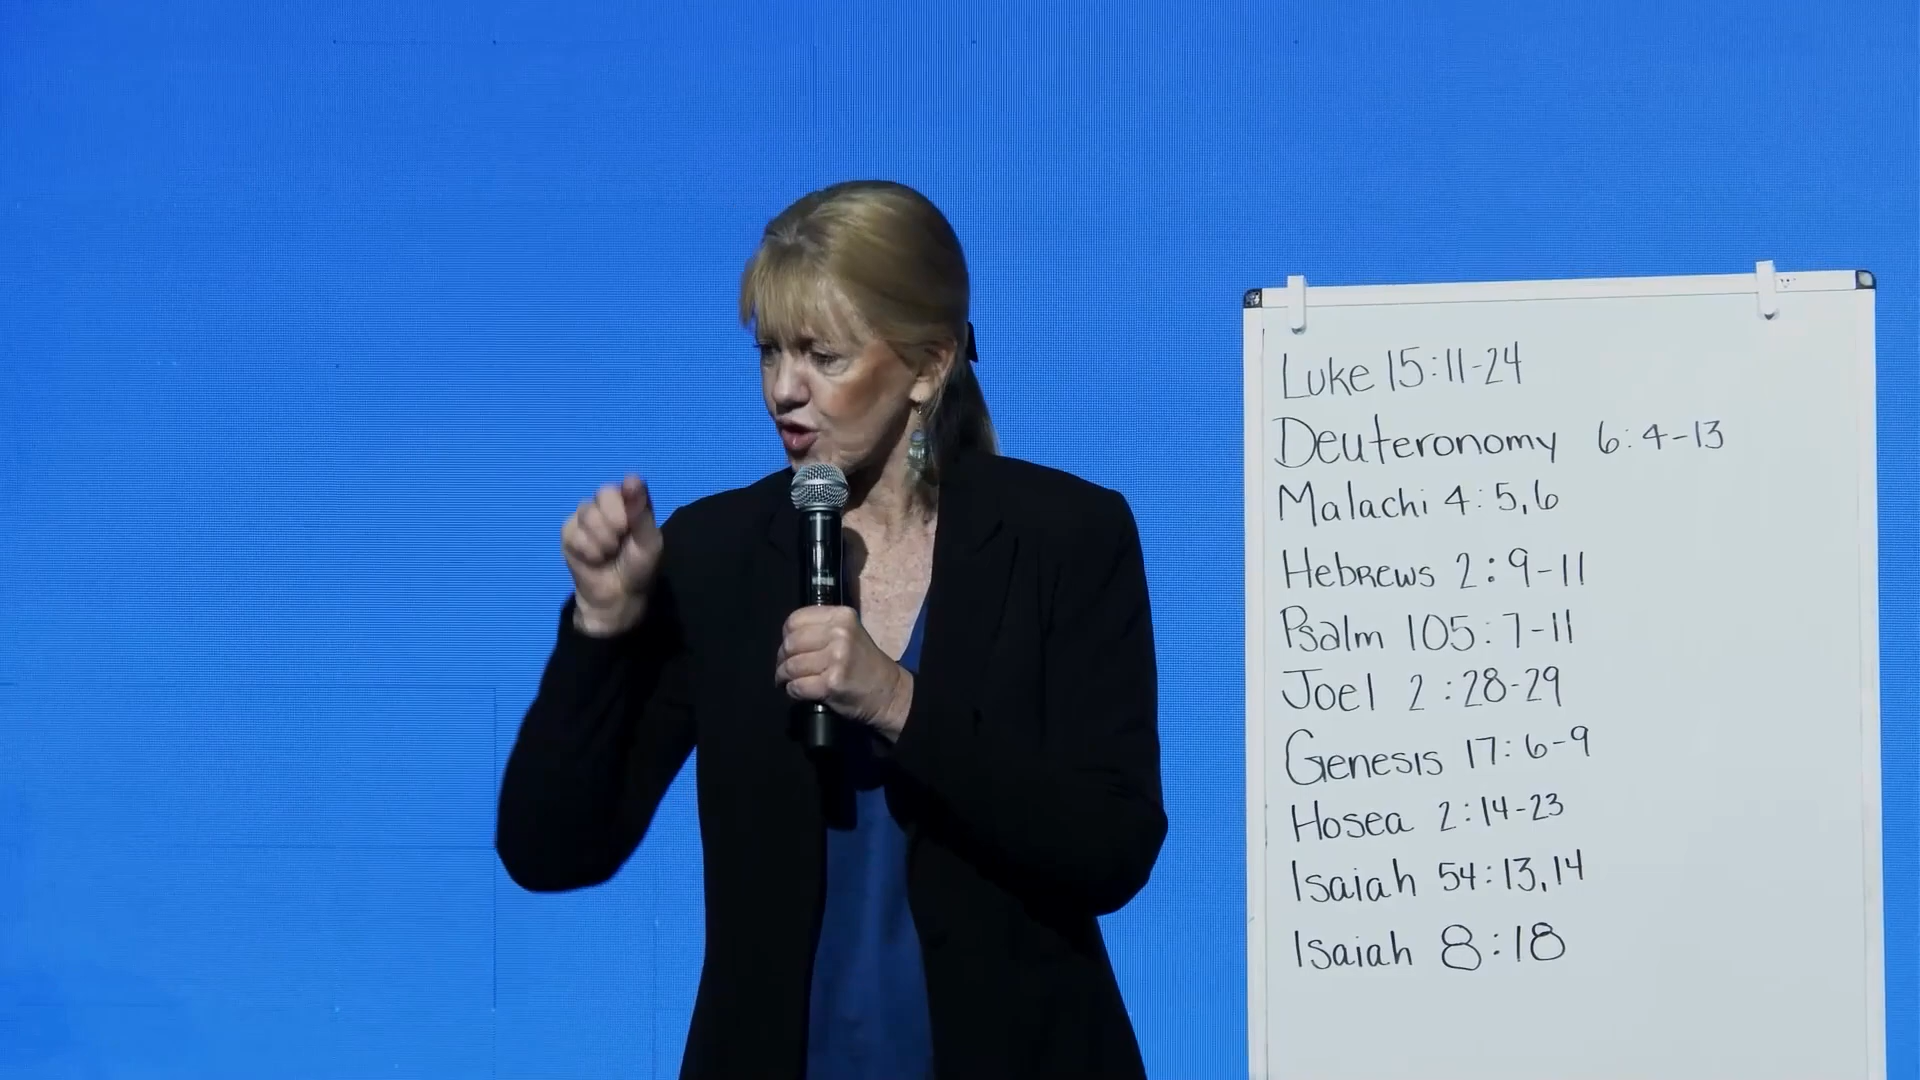 Luke 15:11-24
Deuteronomy 6:4-13
Malachi 4:5,6
Hebrews 2:9-11
Psalm 105:7-11
Joel 2:28-29
Genesis 17:6-9
Hosea 2:14-23
Isaiah 54:13,14
Isaiah 8:18